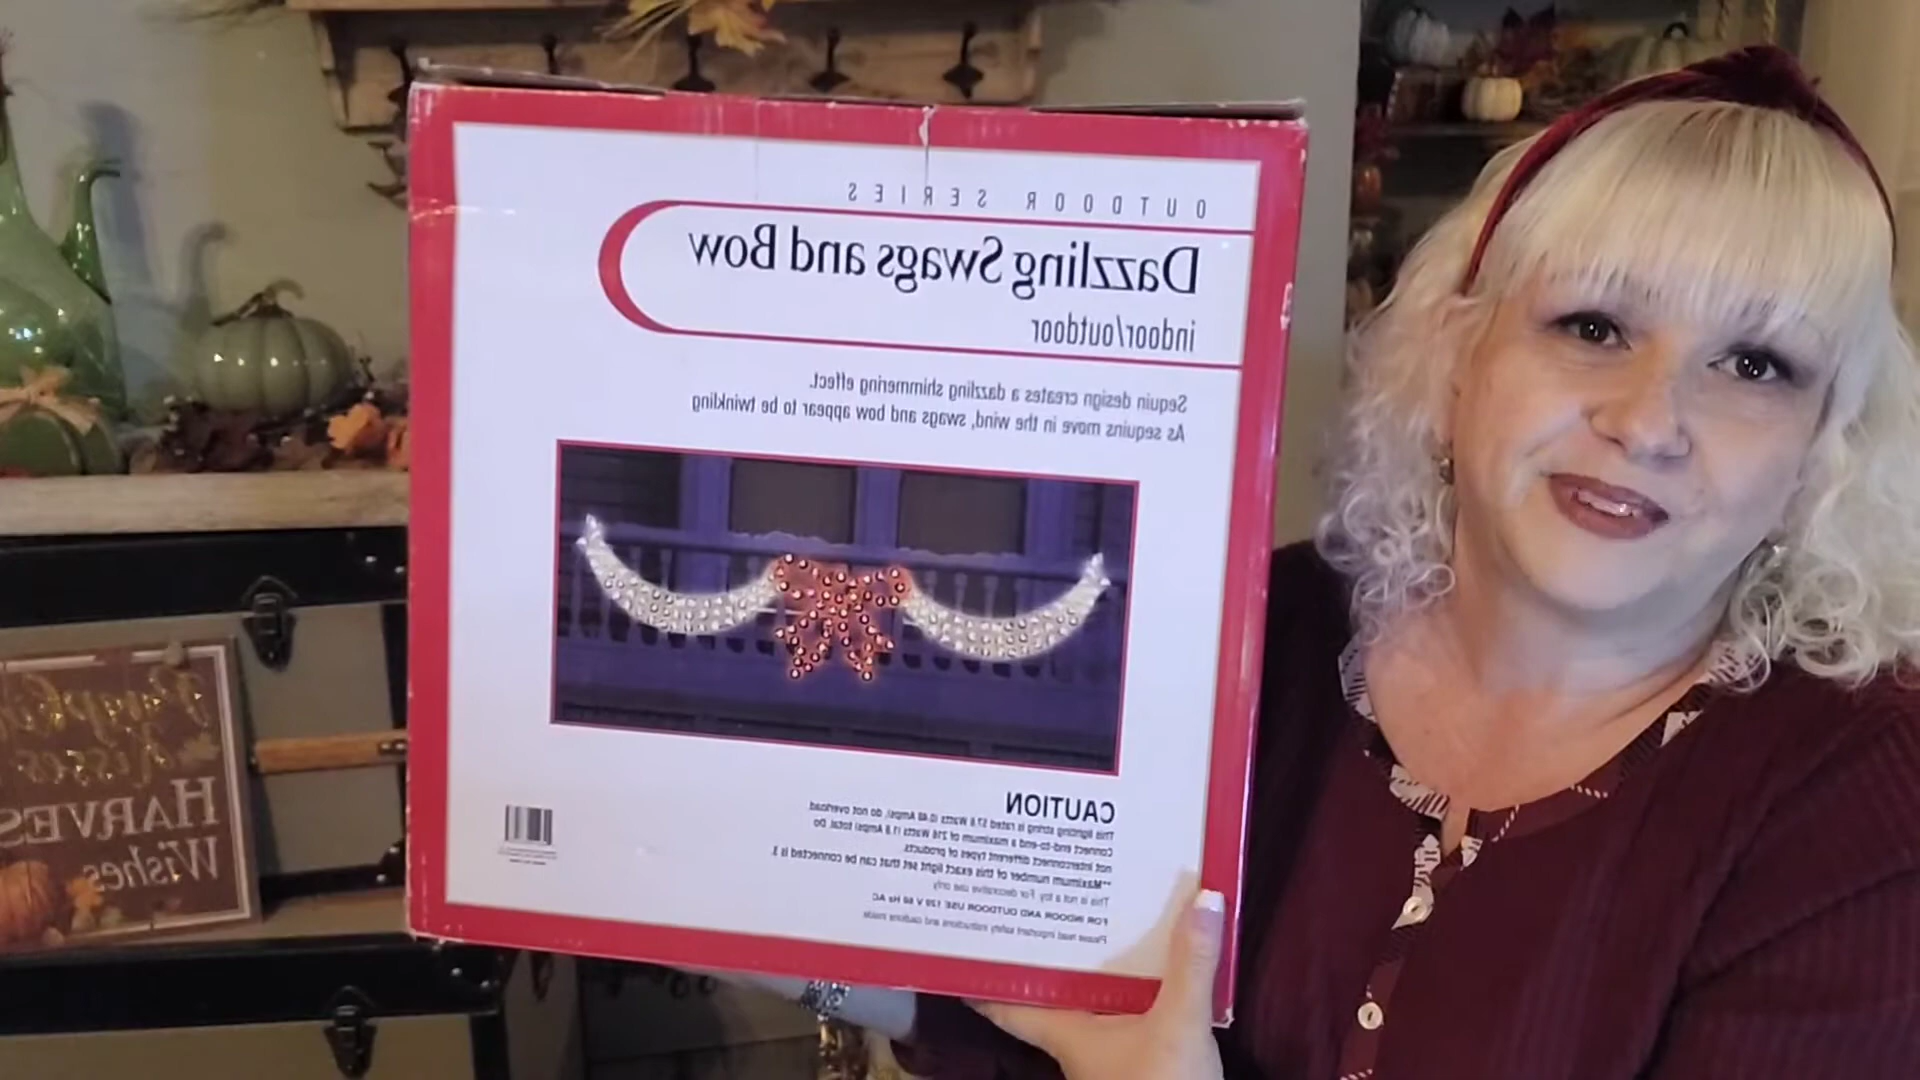 OUTDOOR SERIES
Dazzling Swags and Bow
indoor/outdoor
Sequin design creates a dazzling shimmering effect.
As sequins move in the wind, swags and bow appear to be twinkling
CAUTION
This lighting string is rated 57.6 Watts (0.48 Amps), do not overload.
Connect end-to-end a maximum of 216 Watts (1.8 Amps) total. Do
not interconnect different types of products.
**Maximum number of this exact light set that can be connected is 3.
This is not a toy. For decorative use only
FOR INDOOR AND OUTDOOR USE 120 V 60 Hz AC
Please read important safety instructions and cautions inside
Pumpkin
Kisses
HARVEST
Wishes